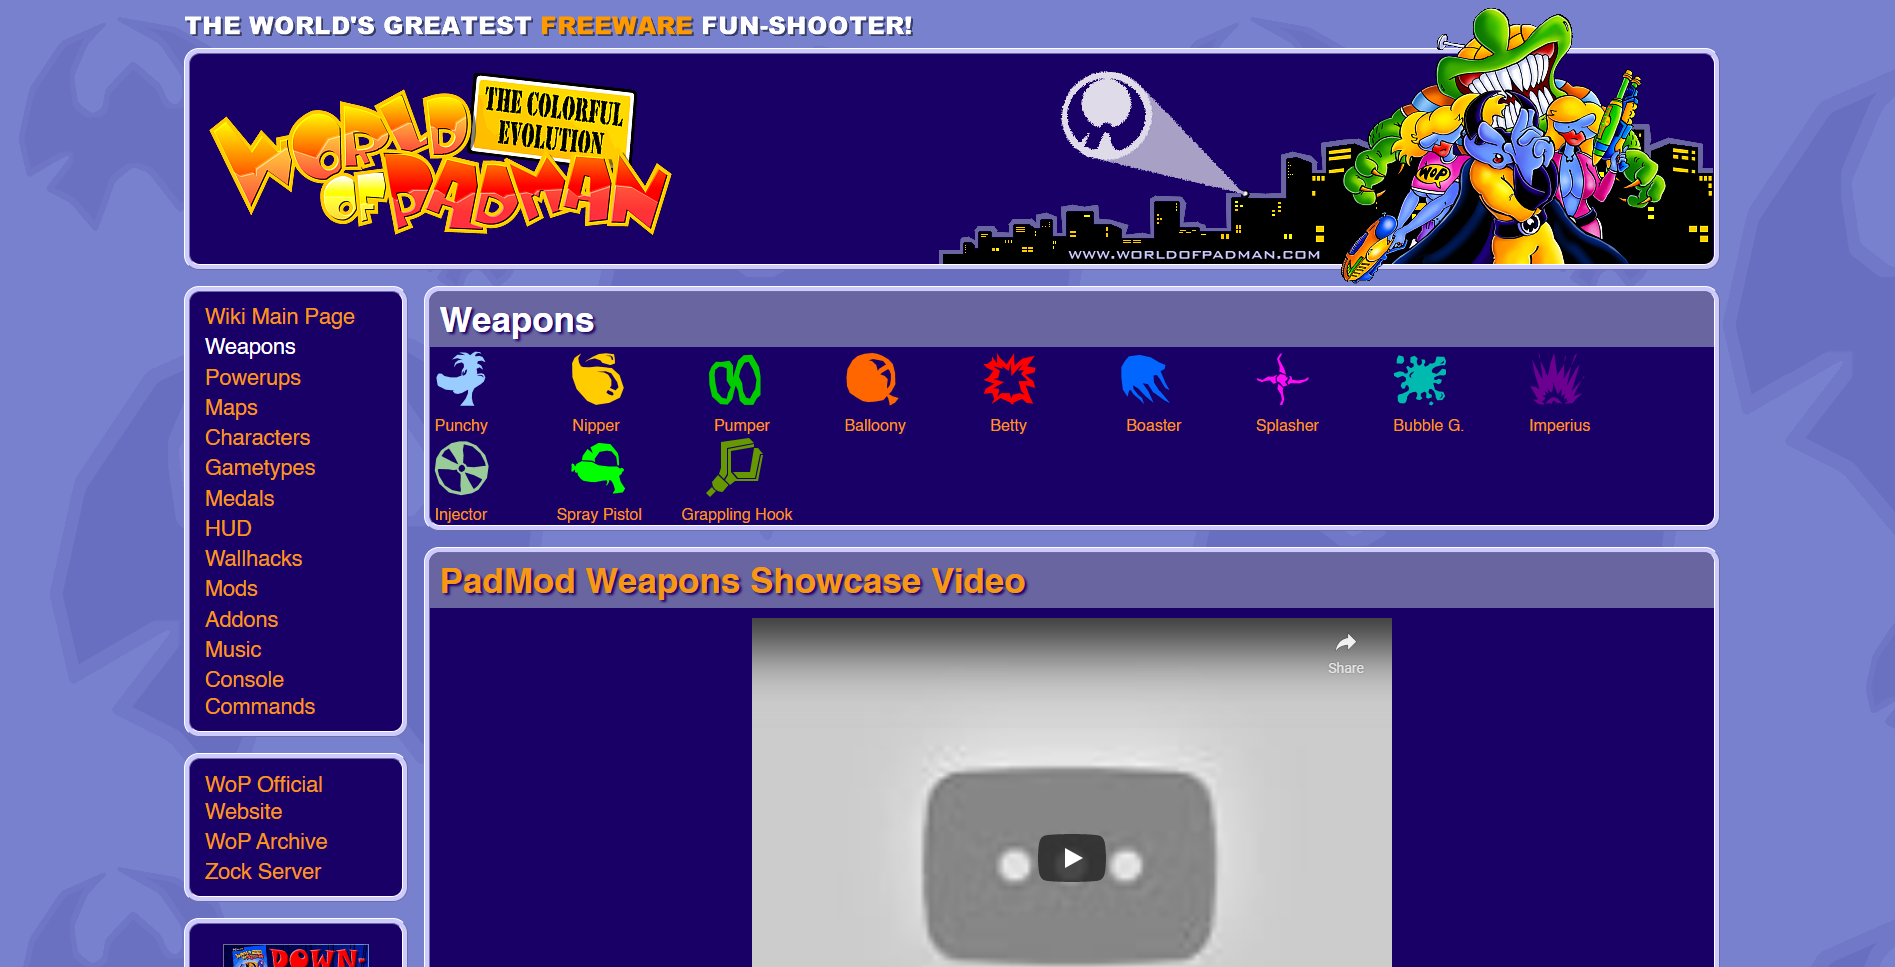 THE WORLD'S GREATEST FREEWARE FUN-SHOOTER!
WORLD OF PADMAN
THE COLORFUL
EVOLUTION
WWW.WORLDOFPADMAN.COM
WOP
Wiki Main Page
Weapons
Powerups
Maps
Characters
Gametypes
Medals
HUD
Wallhacks
Mods
Addons
Music
Console
Commands
WoP Official
Website
WoP Archive
Zock Server
DOWN-
Weapons
Punchy Nipper Pumper Balloony Betty Boaster Splasher Bubble G. Imperius
Injector Spray Pistol Grappling Hook
PadMod Weapons Showcase Video
Share